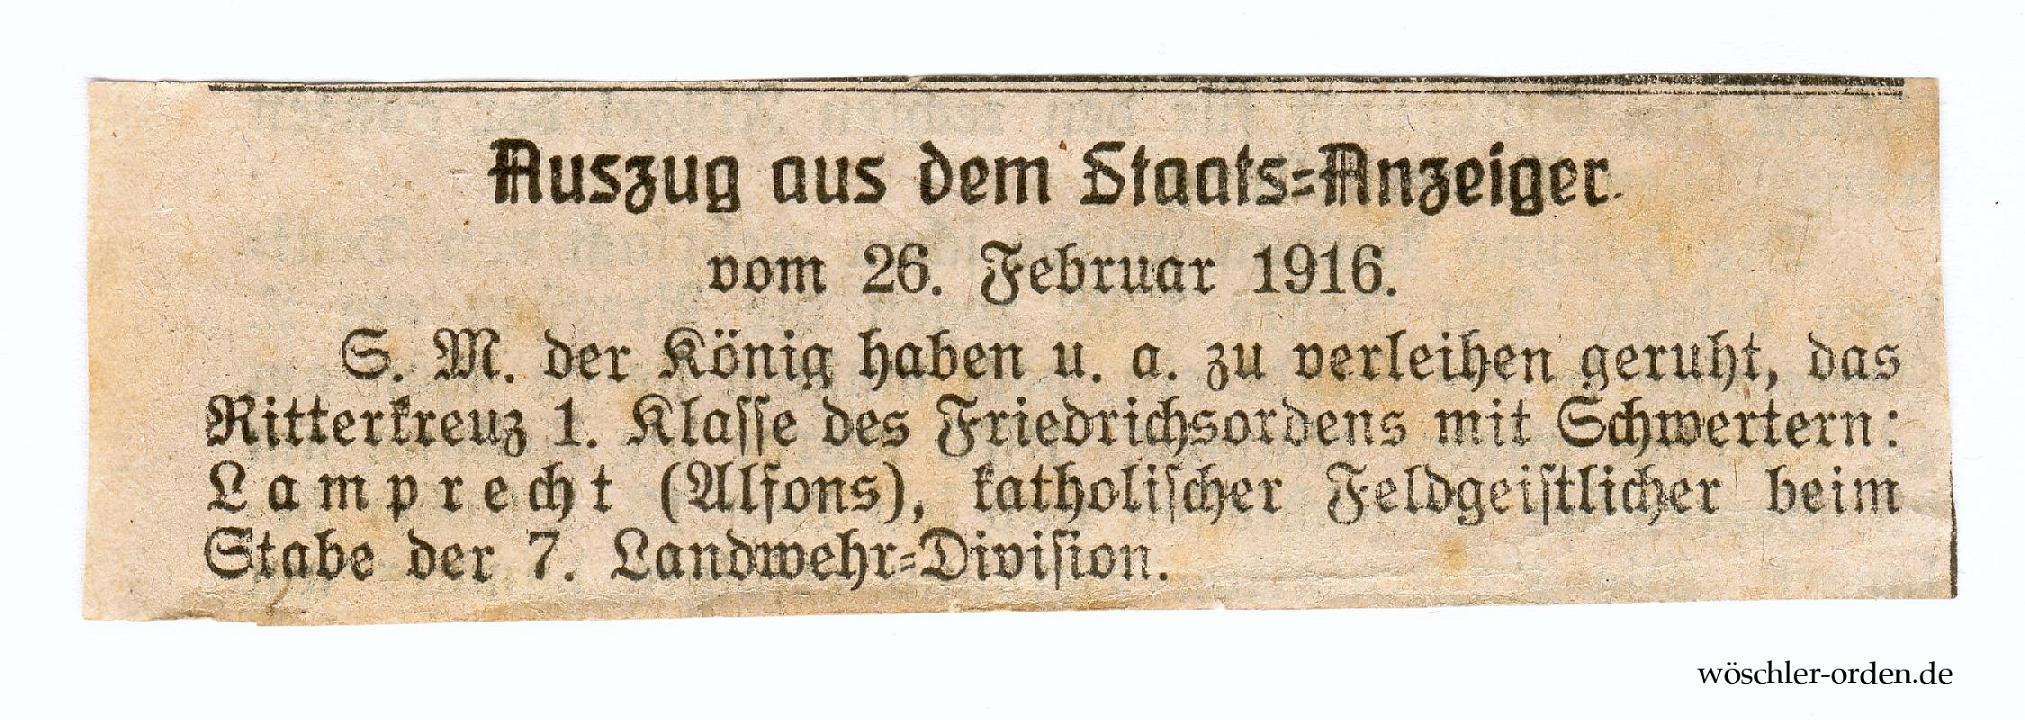 Auszug aus dem Staats-Anzeiger.
vom 26. Februar 1916.
S. M. der König haben u. a. zu verleihen geruht, das
Ritterkreuz 1. Klasse des Friedrichsordens mit Schwertern:
Lamprecht (Alfons), katholischer Feldgeistlicher beim
Stabe der 7. Landwehr-Division.
wöschler-orden.de